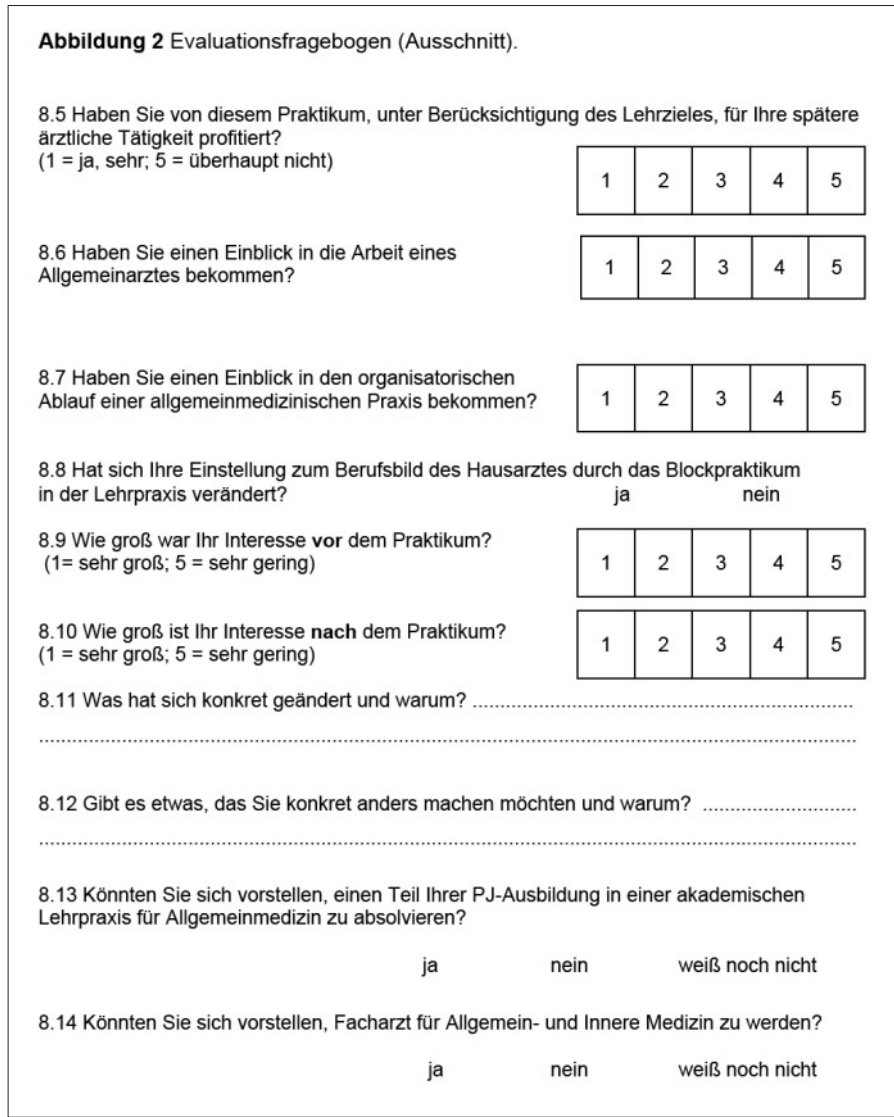 Abbildung 2 Evaluationsfragebogen (Ausschnitt).
8.5 Haben Sie von diesem Praktikum, unter Berücksichtigung des Lehrzieles, für Ihre spätere
ärztliche Tätigkeit profitiert?
(1 = ja, sehr; 5 = überhaupt nicht)
1 2 3 4 5
8.6 Haben Sie einen Einblick in die Arbeit eines
Allgemeinarztes bekommen?
1 2 3 4 5
8.7 Haben Sie einen Einblick in den organisatorischen
Ablauf einer allgemeinmedizinischen Praxis bekommen?
1 2 3 4 5
8.8 Hat sich Ihre Einstellung zum Berufsbild des Hausarztes durch das Blockpraktikum
in der Lehrpraxis verändert? ja nein
8.9 Wie groß war Ihr Interesse vor dem Praktikum?
(1= sehr groß; 5 = sehr gering)
1 2 3 4 5
8.10 Wie groß ist Ihr Interesse nach dem Praktikum?
(1 = sehr groß; 5 = sehr gering)
1 2 3 4 5
8.11 Was hat sich konkret geändert und warum? .....................................................................
....................................................................................................................................................
8.12 Gibt es etwas, das Sie konkret anders machen möchten und warum? ............................
....................................................................................................................................................
8.13 Könnten Sie sich vorstellen, einen Teil Ihrer PJ-Ausbildung in einer akademischen
Lehrpraxis für Allgemeinmedizin zu absolvieren?
ja nein weiß noch nicht
8.14 Könnten Sie sich vorstellen, Facharzt für Allgemein- und Innere Medizin zu werden?
ja nein weiß noch nicht